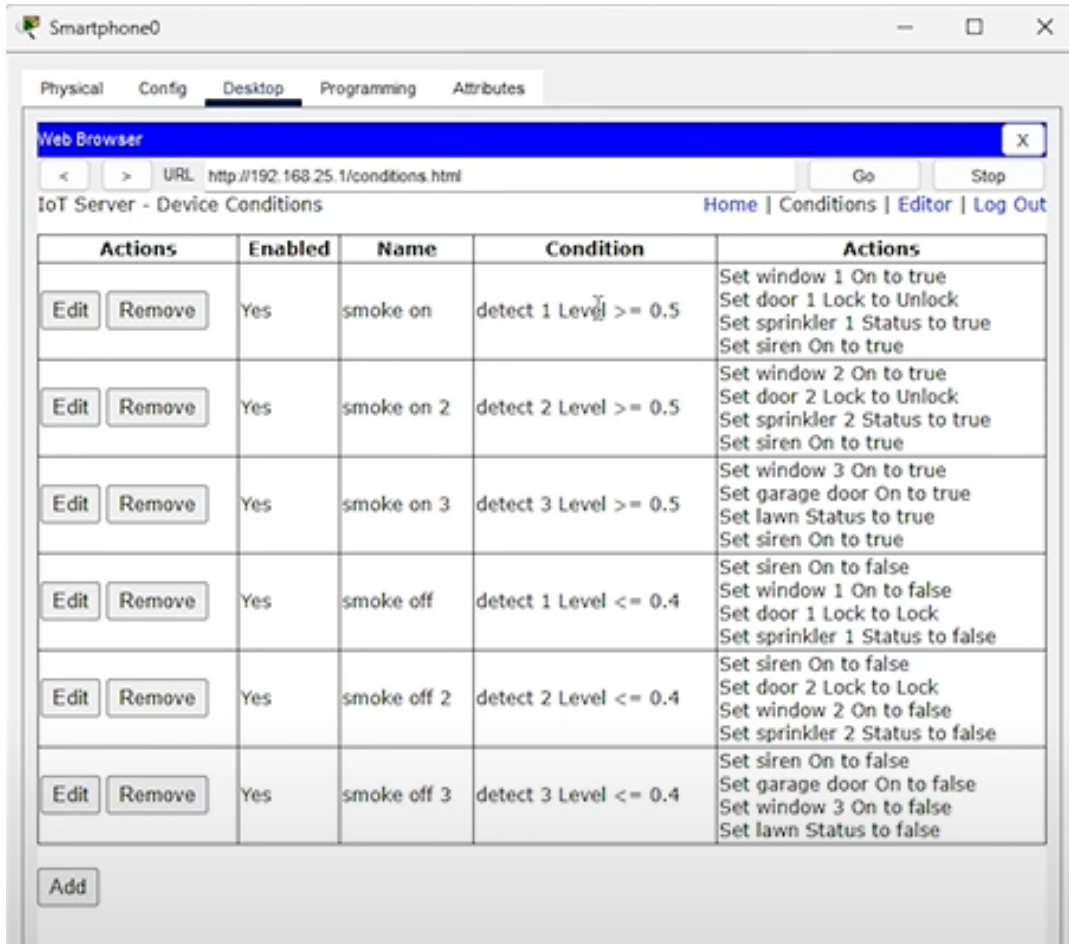 Smartphone0
Physical Config Desktop Programming Attributes
Web Browser
X
< > URL http://192.168.25.1/conditions.html Go Stop
IoT Server - Device Conditions Home | Conditions | Editor | Log Out
Actions Enabled Name Condition Actions
Edit Remove Yes smoke on detect 1 Level >= 0.5
Set window 1 On to true
Set door 1 Lock to Unlock
Set sprinkler 1 Status to true
Set siren On to true
Edit Remove Yes smoke on 2 detect 2 Level >= 0.5
Set window 2 On to true
Set door 2 Lock to Unlock
Set sprinkler 2 Status to true
Set siren On to true
Edit Remove Yes smoke on 3 detect 3 Level >= 0.5
Set window 3 On to true
Set garage door On to true
Set lawn Status to true
Set siren On to true
Edit Remove Yes smoke off detect 1 Level <= 0.4
Set siren On to false
Set window 1 On to false
Set door 1 Lock to Lock
Set sprinkler 1 Status to false
Edit Remove Yes smoke off 2 detect 2 Level <= 0.4
Set siren On to false
Set door 2 Lock to Lock
Set window 2 On to false
Set sprinkler 2 Status to false
Edit Remove Yes smoke off 3 detect 3 Level <= 0.4
Set siren On to false
Set garage door On to false
Set window 3 On to false
Set lawn Status to false
Add